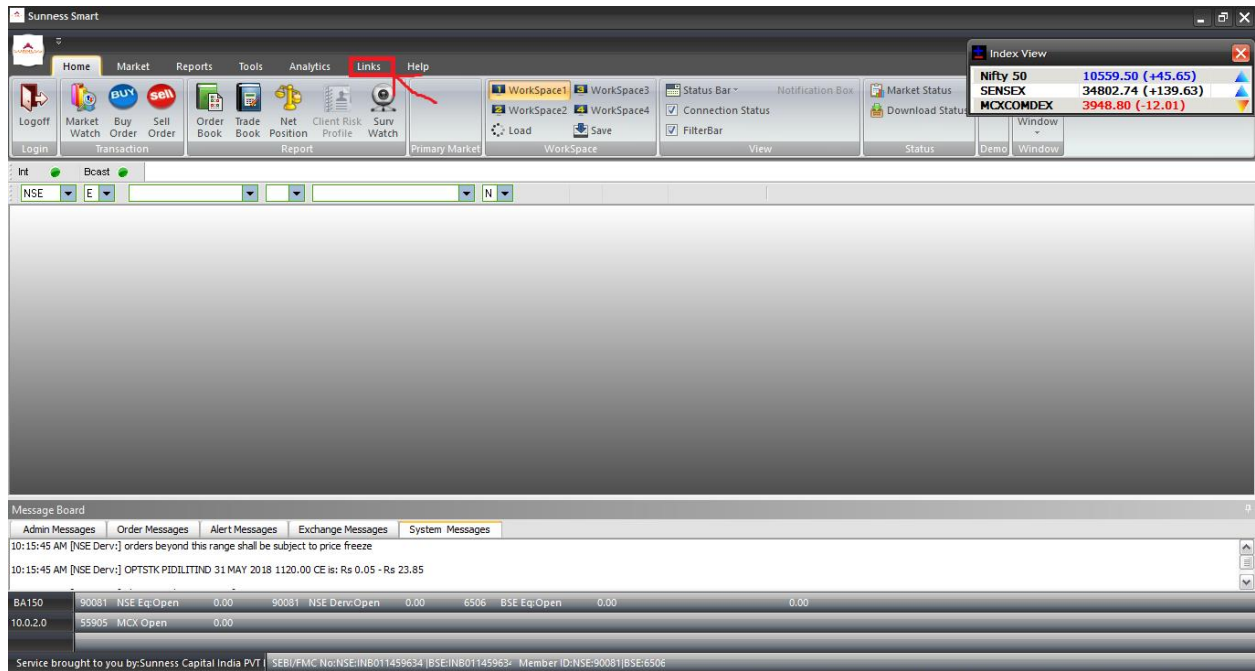 Sunness Smart
Index View
Nifty 50 10559.50 (+45.65)
SENSEX 34802.74 (+139.63)
MCXCOMDEX 3948.80 (-12.01)
Home Market Reports Tools Analytics Links Help
Logoff
Market Watch
BUY
Buy Order
sell
Sell Order
Order Book
Trade Book
Net Position
Client Risk Profile
Surv Watch
1 WorkSpace1 3 WorkSpace3
2 WorkSpace2 4 WorkSpace4
Load Save
Status Bar Notification Box
Connection Status
FilterBar
Market Status
Download Status
Window
Login Transaction Report Primary Market WorkSpace View Status Demo Window
Int Bcast
NSE E N
Message Board
Admin Messages Order Messages Alert Messages Exchange Messages System Messages
10:15:45 AM [NSE Derv:] orders beyond this range shall be subject to price freeze
10:15:45 AM [NSE Derv:] OPTSTK PIDILITIND 31 MAY 2018 1120.00 CE is: Rs 0.05 - Rs 23.85
BA150 90081 NSE Eq:Open 0.00 90081 NSE Derv:Open 0.00 6506 BSE Eq:Open 0.00 0.00
10.0.2.0 55905 MCX Open 0.00
Service brought to you by:Sunness Capital India PVT SEBI/FMC No:NSE:INB011459634 |BSE:INB01145963 Member ID:NSE:90081|BSE:6506